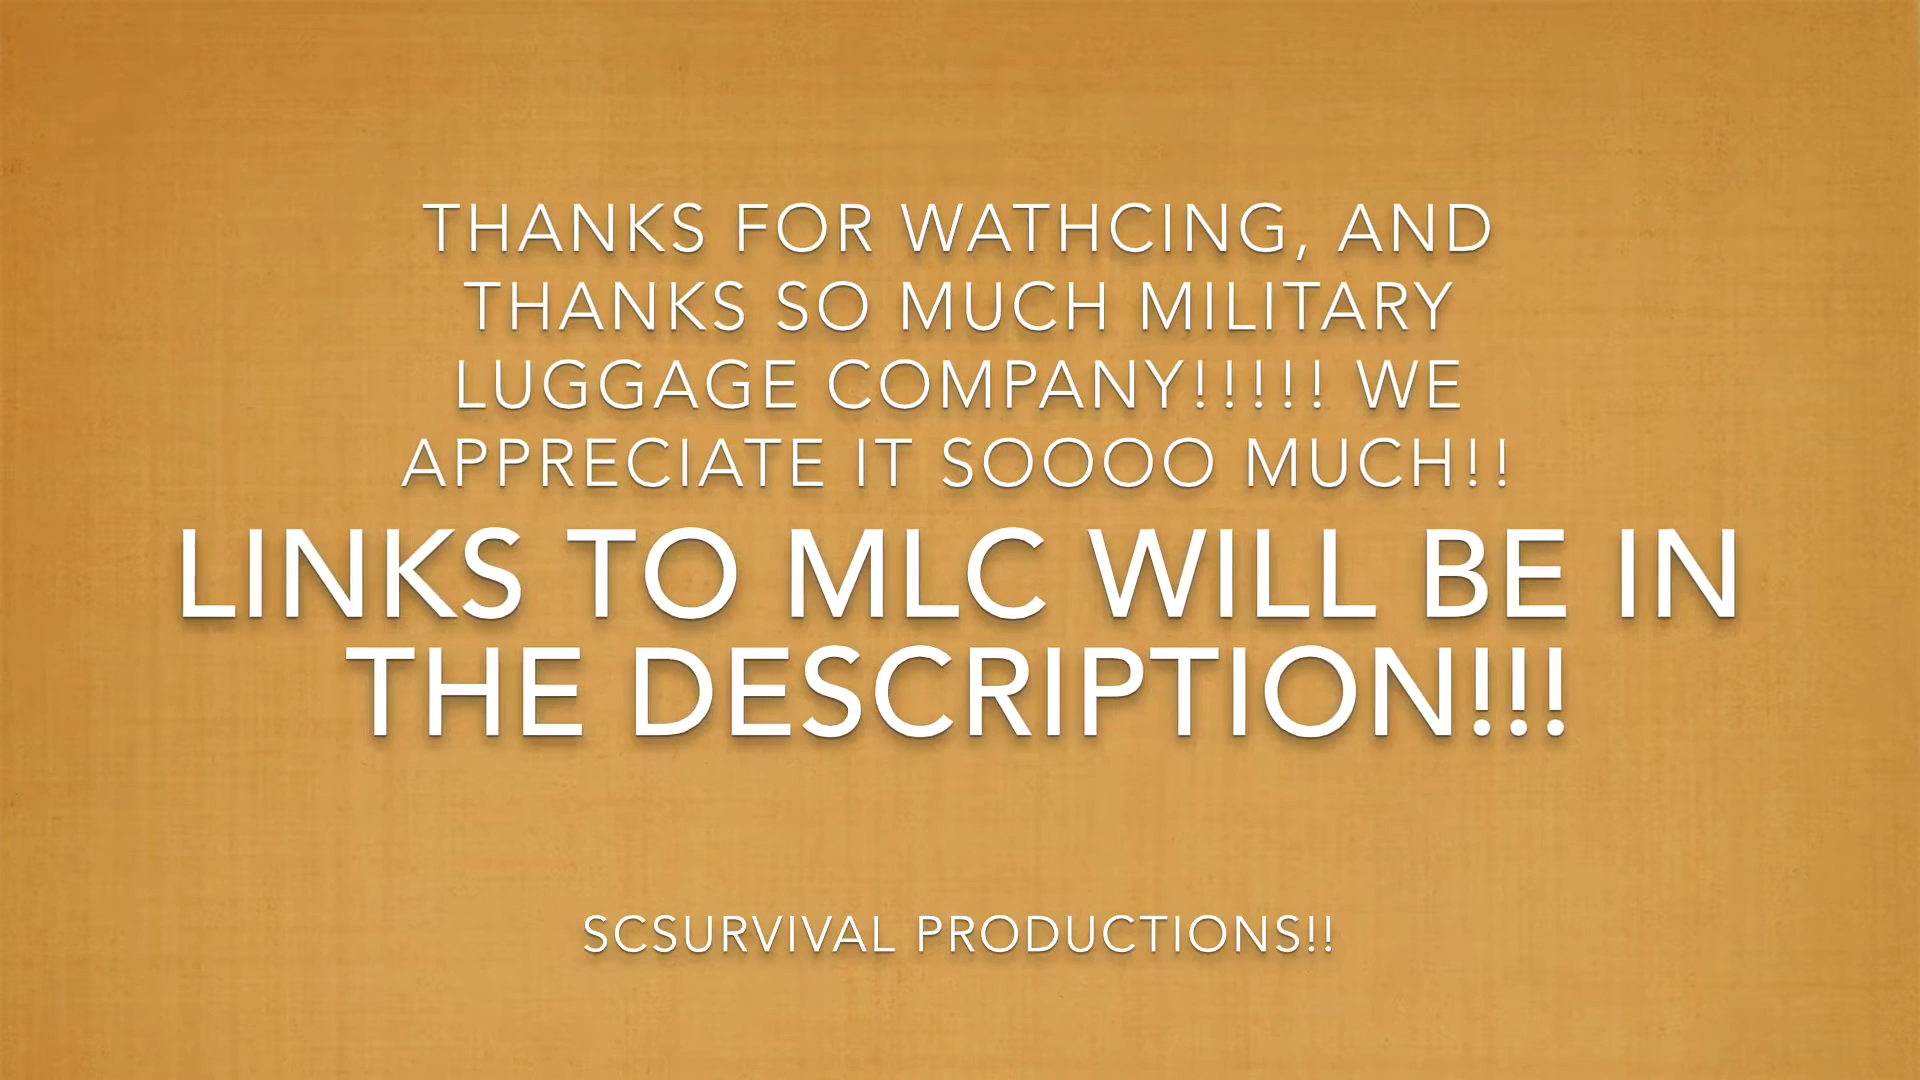 THANKS FOR WATHCING, AND
THANKS SO MUCH MILITARY
LUGGAGE COMPANY!!!!! WE
APPRECIATE IT SOOOO MUCH!!
LINKS TO MLC WILL BE IN
THE DESCRIPTION!!!
SCSURVIVAL PRODUCTIONS!!